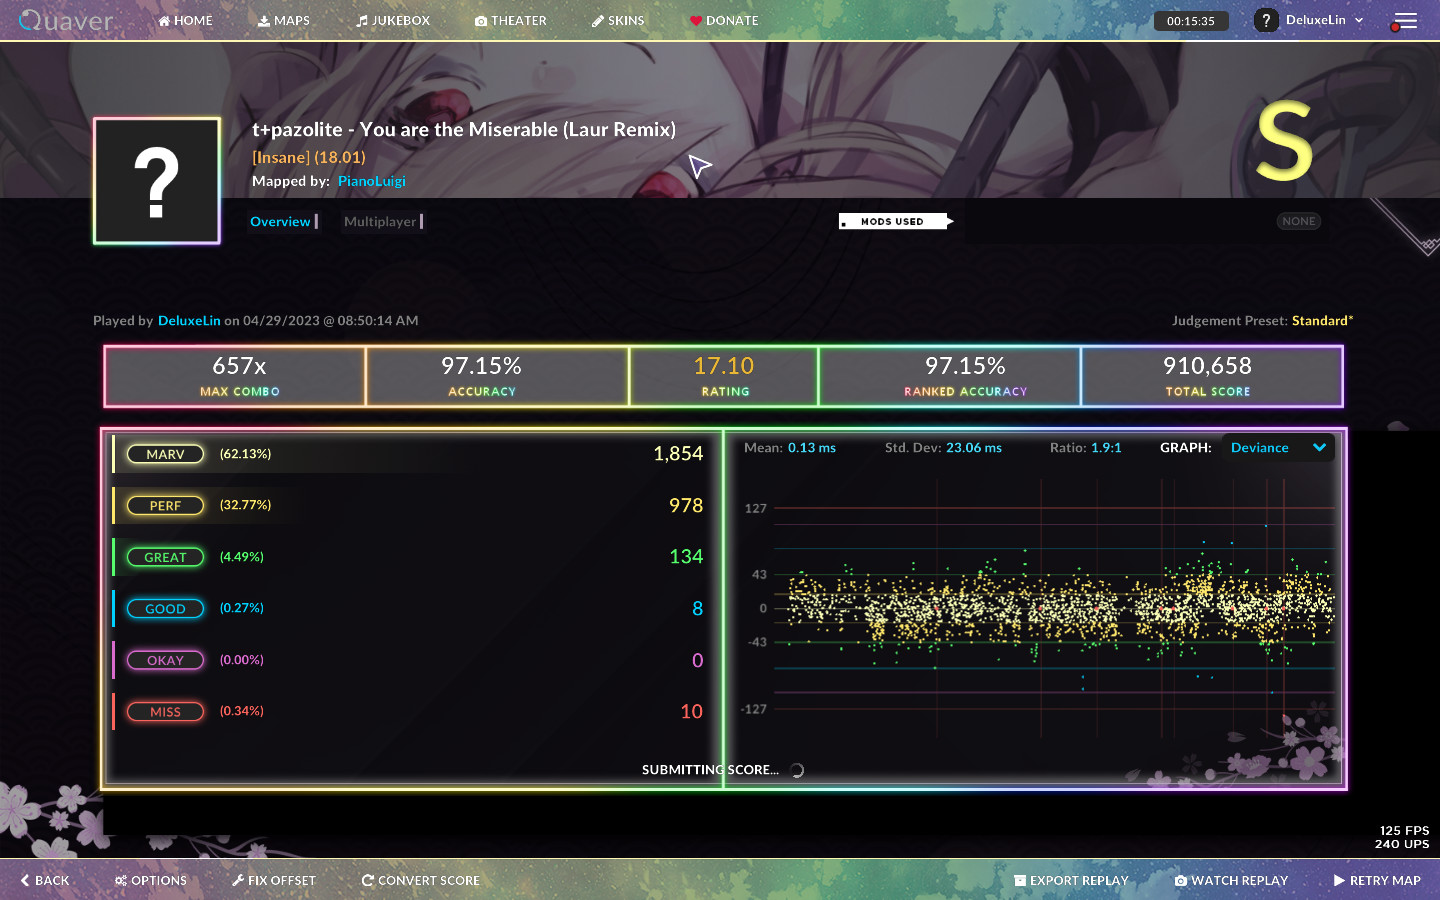 Quaver HOME MAPS JUKEBOX THEATER SKINS DONATE 00:15:35 ? DeluxeLin
?
t+pazolite - You are the Miserable (Laur Remix)
[Insane] (18.01)
Mapped by: PianoLuigi
S
Overview Multiplayer MODS USED NONE
Played by DeluxeLin on 04/29/2023 @ 08:50:14 AM Judgement Preset: Standard*
657x 97.15% 17.10 97.15% 910,658
MAX COMBO ACCURACY RATING RANKED ACCURACY TOTAL SCORE
MARV (62.13%) 1,854
PERF (32.77%) 978
GREAT (4.49%) 134
GOOD (0.27%) 8
OKAY (0.00%) 0
MISS (0.34%) 10
Mean: 0.13 ms Std. Dev: 23.06 ms Ratio: 1.9:1 GRAPH: Deviance
127
43
0
-43
-127
SUBMITTING SCORE...
125 FPS
240 UPS
BACK OPTIONS FIX OFFSET CONVERT SCORE EXPORT REPLAY WATCH REPLAY RETRY MAP